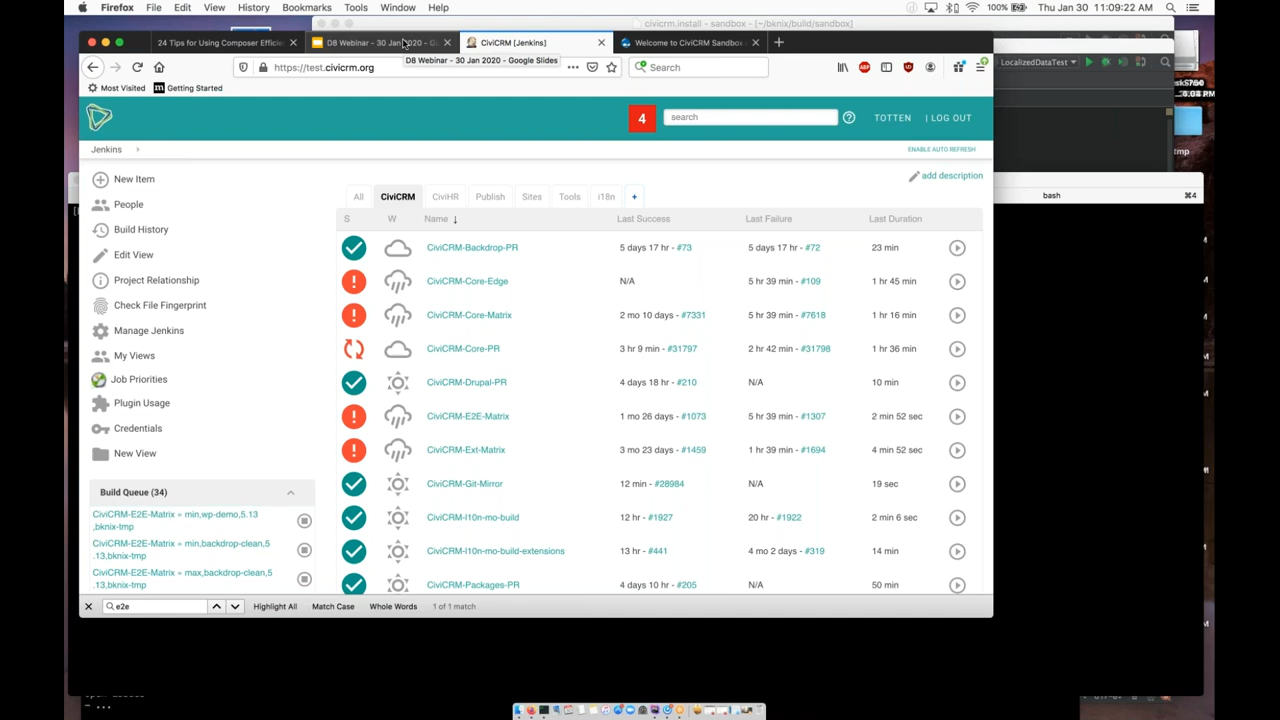 Firefox File Edit View History Bookmarks Tools Window Help
100% Thu Jan 30 11:09:22 AM
civicrm.install - sandbox [~/bknix/build/sandbox]
24 Tips for Using Composer Efficie
D8 Webinar - 30 Jan 2020 - G
CiviCRM [Jenkins]
Welcome to CiviCRM Sandbox
D8 Webinar - 30 Jan 2020 - Google Slides
https://test.civicrm.org
Search
LocalizedDataTest
Most Visited Getting Started
4 search TOTTEN | LOG OUT
Jenkins ENABLE AUTO REFRESH
add description
tmp
bash ⌘4
New Item
People
Build History
Edit View
Project Relationship
Check File Fingerprint
Manage Jenkins
My Views
Job Priorities
Plugin Usage
Credentials
New View
Build Queue (34)
CiviCRM-E2E-Matrix = min,wp-demo,5.13
,bknix-tmp
CiviCRM-E2E-Matrix = min,backdrop-clean,5
.13,bknix-tmp
CiviCRM-E2E-Matrix = max,backdrop-clean,5
.13,bknix-tmp
All CiviCRM CiviHR Publish Sites Tools i18n +
S W Name ↓ Last Success Last Failure Last Duration
CiviCRM-Backdrop-PR 5 days 17 hr - #73 5 days 17 hr - #72 23 min
CiviCRM-Core-Edge N/A 5 hr 39 min - #109 1 hr 45 min
CiviCRM-Core-Matrix 2 mo 10 days - #7331 5 hr 39 min - #7618 1 hr 16 min
CiviCRM-Core-PR 3 hr 9 min - #31797 2 hr 42 min - #31798 1 hr 36 min
CiviCRM-Drupal-PR 4 days 18 hr - #210 N/A 10 min
CiviCRM-E2E-Matrix 1 mo 26 days - #1073 5 hr 39 min - #1307 2 min 52 sec
CiviCRM-Ext-Matrix 3 mo 23 days - #1459 1 hr 39 min - #1694 4 min 52 sec
CiviCRM-Git-Mirror 12 min - #28984 N/A 19 sec
CiviCRM-l10n-mo-build 12 hr - #1927 20 hr - #1922 2 min 6 sec
CiviCRM-l10n-mo-build-extensions 13 hr - #441 4 mo 2 days - #319 14 min
CiviCRM-Packages-PR 4 days 10 hr - #205 N/A 50 min
e2e Highlight All Match Case Whole Words 1 of 1 match